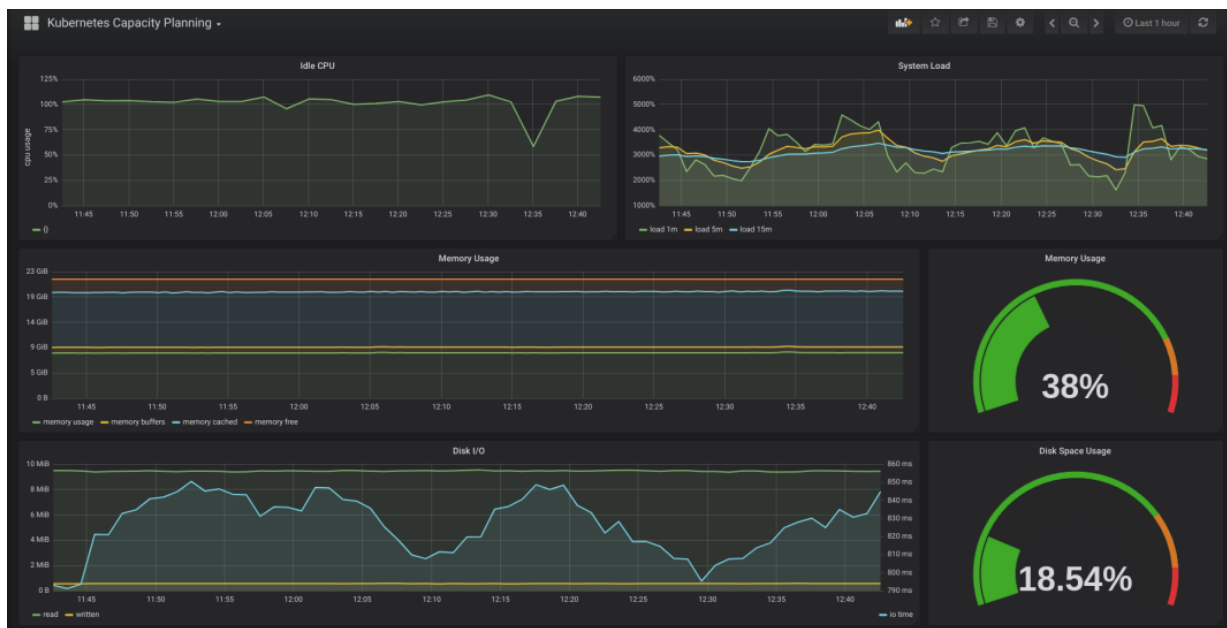 Kubernetes Capacity Planning
Last 1 hour
Idle CPU
125%
100%
75%
50%
25%
0%
cpu usage
11:45 11:50 11:55 12:00 12:05 12:10 12:15 12:20 12:25 12:30 12:35 12:40
{}
System Load
6000%
5000%
4000%
3000%
2000%
1000%
11:45 11:50 11:55 12:00 12:05 12:10 12:15 12:20 12:25 12:30 12:35 12:40
load 1m load 5m load 15m
Memory Usage
23 GiB
19 GiB
14 GiB
9 GiB
5 GiB
0 B
11:45 11:50 11:55 12:00 12:05 12:10 12:15 12:20 12:25 12:30 12:35 12:40
memory usage memory buffers memory cached memory free
Memory Usage
38%
Disk I/O
10 MiB
8 MiB
6 MiB
4 MiB
2 MiB
0 B
860 ms
850 ms
840 ms
830 ms
820 ms
810 ms
800 ms
790 ms
11:45 11:50 11:55 12:00 12:05 12:10 12:15 12:20 12:25 12:30 12:35 12:40
read written io time
Disk Space Usage
18.54%